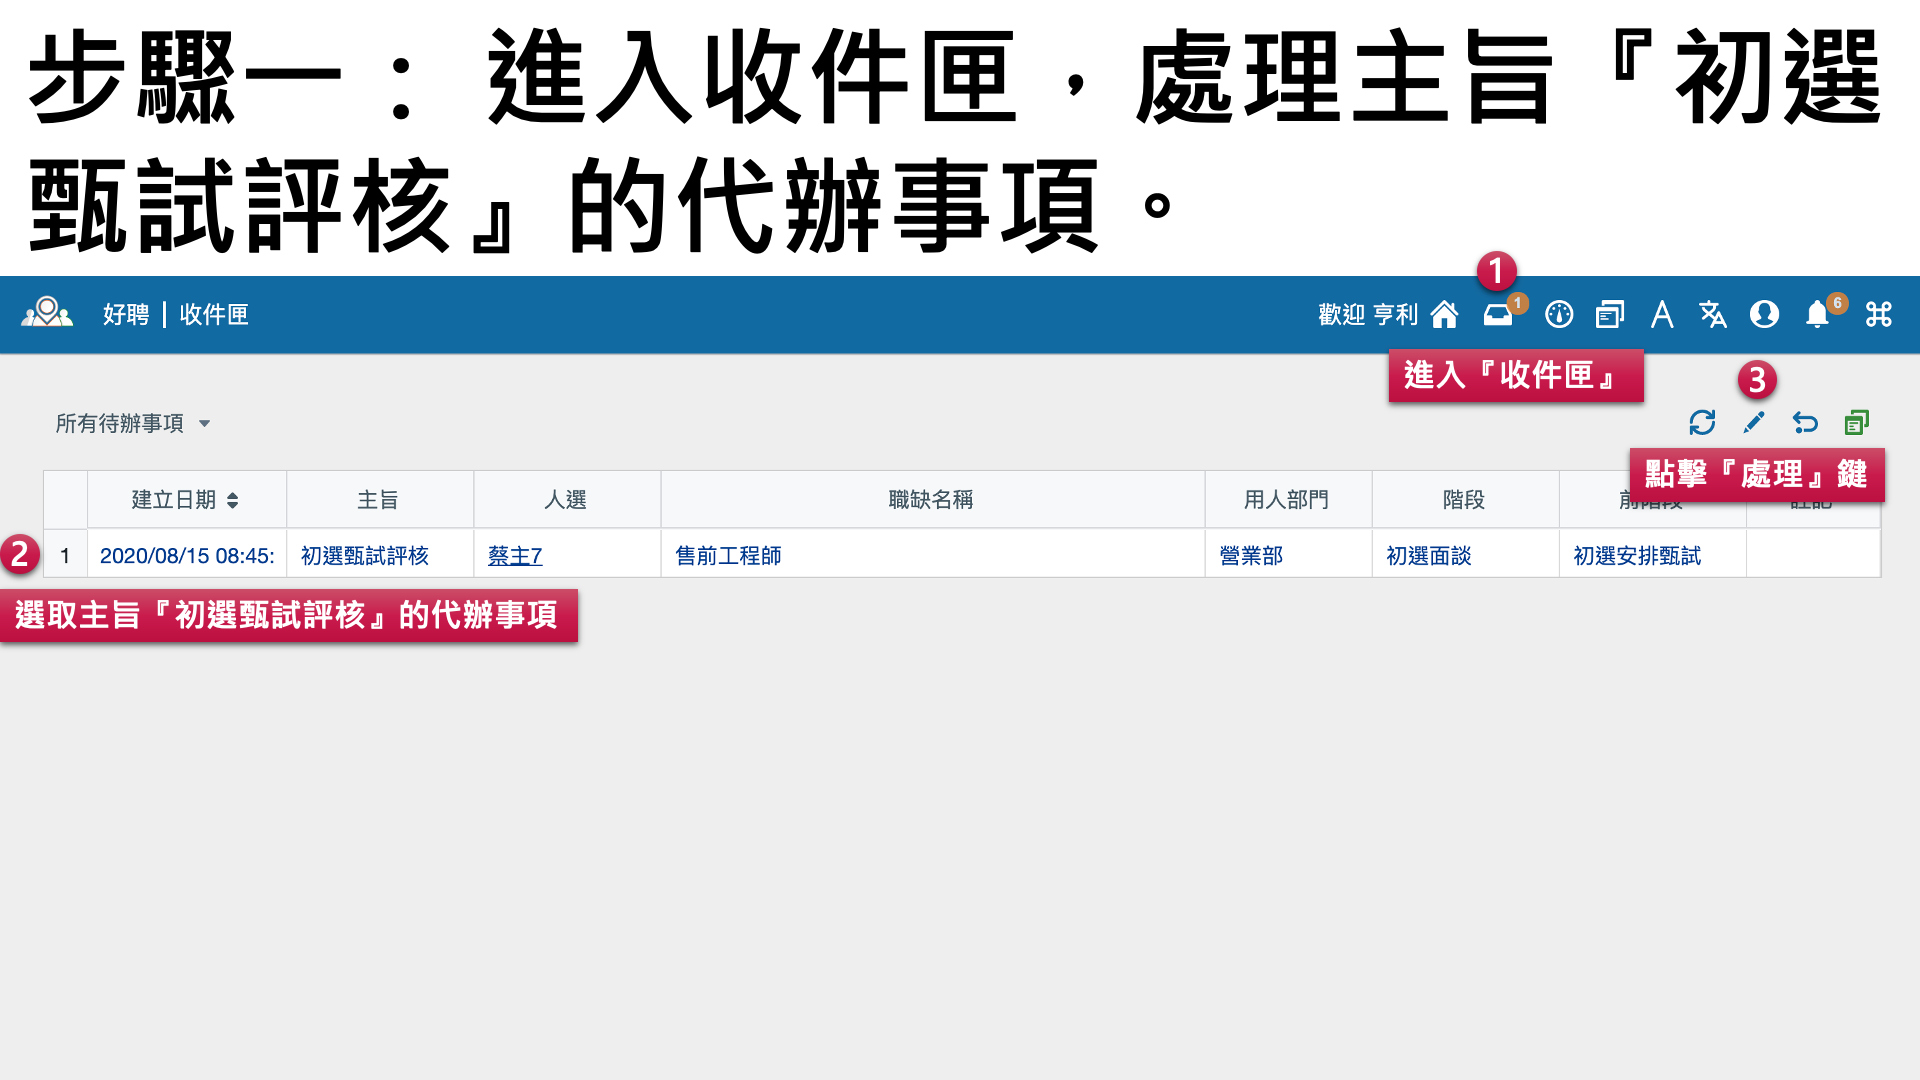 步驟一： 進入收件匣，處理主旨『初選
甄試評核』的代辦事項。
1
好聘 | 收件匣
歡迎 亨利
1
6
進入『收件匣』
3
所有待辦事項
點擊『處理』鍵
建立日期 主旨 人選 職缺名稱 用人部門 階段 前階段 註記
2
1 2020/08/15 08:45: 初選甄試評核 蔡主7 售前工程師 營業部 初選面談 初選安排甄試
選取主旨『初選甄試評核』的代辦事項